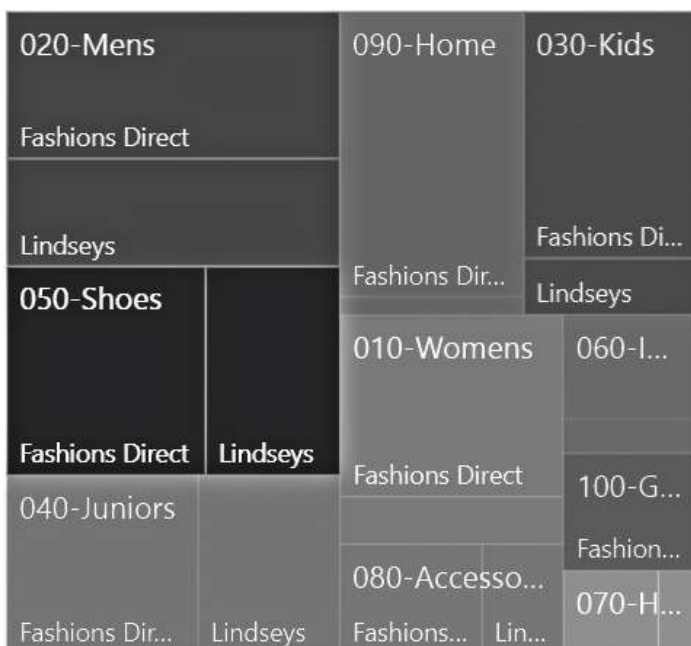 020-Mens
Fashions Direct
Lindseys
050-Shoes
Fashions Direct
Lindseys
040-Juniors
Fashions Dir...
Lindseys
090-Home
Fashions Dir...
030-Kids
Fashions Di...
Lindseys
010-Womens
Fashions Direct
060-I...
100-G...
Fashion...
080-Accesso...
Fashions...
Lin...
070-H...